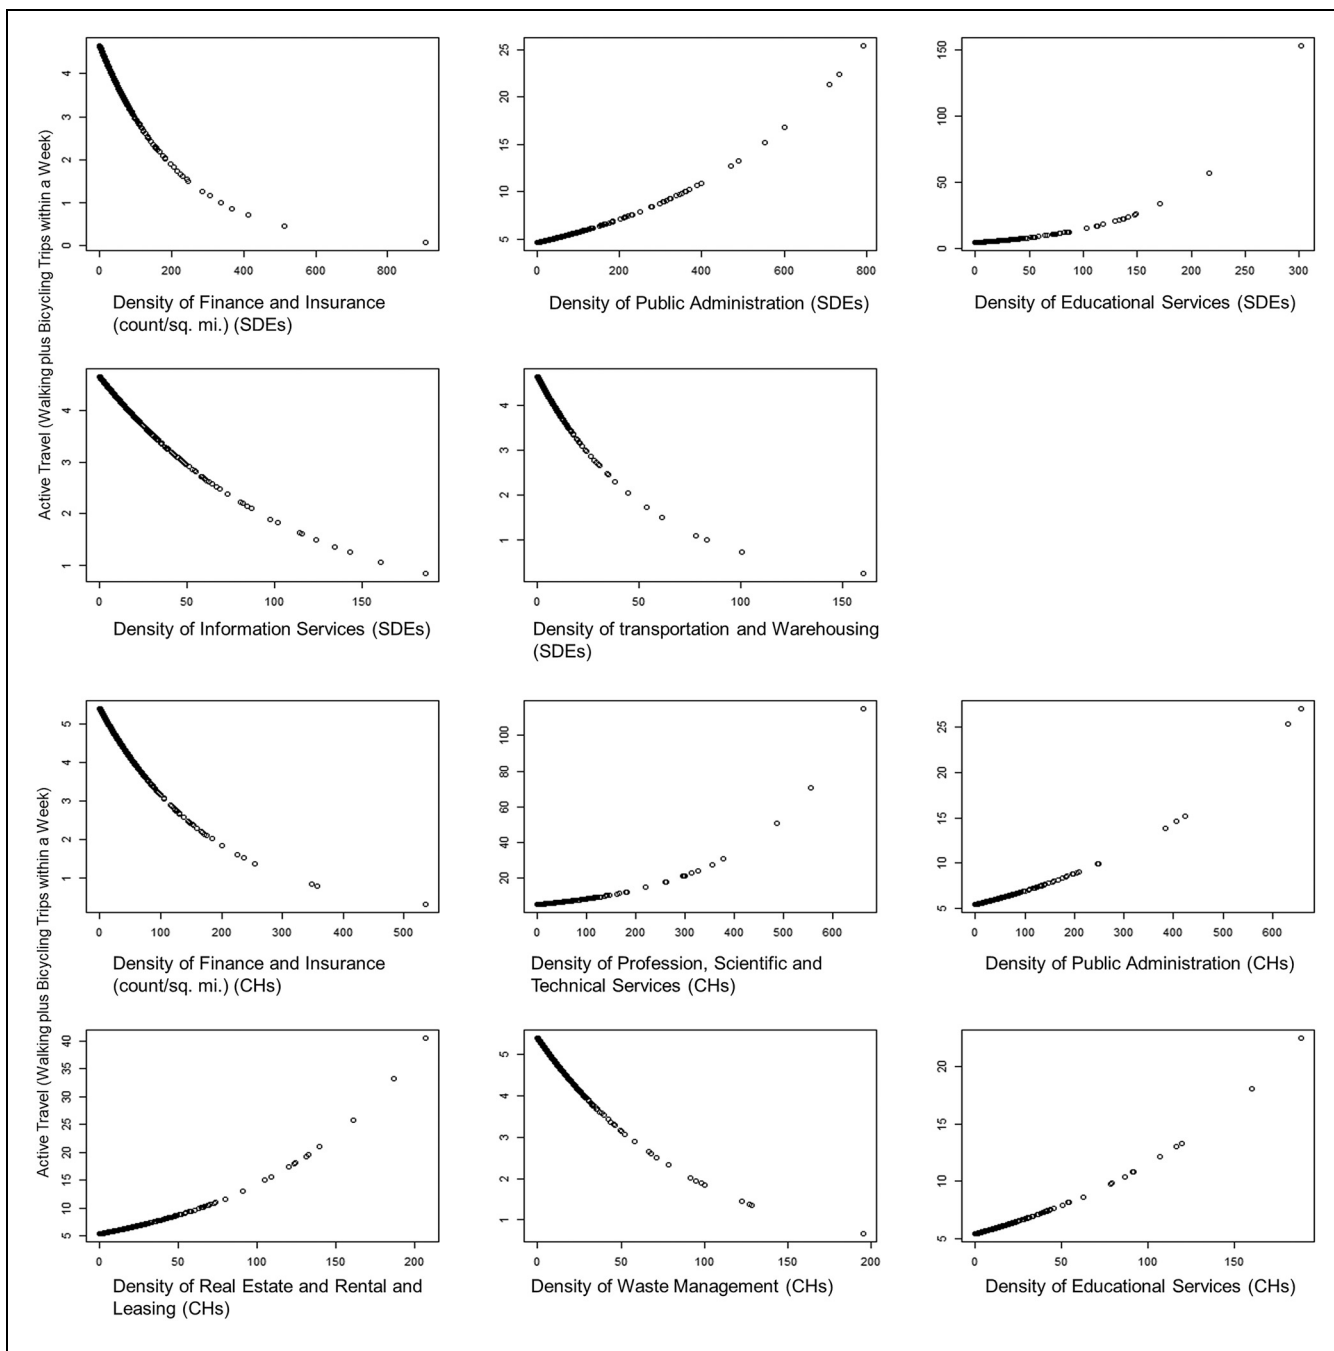 Active Travel (Walking plus Bicycling Trips within a Week)
0 1 2 3 4
0 200 400 600 800
Density of Finance and Insurance
(count/sq. mi.) (SDEs)
5 10 15 20 25
0 200 400 600 800
Density of Public Administration (SDEs)
0 50 100 150
0 50 100 150 200 250 300
Density of Educational Services (SDEs)
1 2 3 4
0 50 100 150
Density of Information Services (SDEs)
1 2 3 4
0 50 100 150
Density of transportation and Warehousing
(SDEs)
Active Travel (Walking plus Bicycling Trips within a Week)
1 2 3 4 5
0 100 200 300 400 500
Density of Finance and Insurance
(count/sq. mi.) (CHs)
20 40 60 80 100
0 100 200 300 400 500 600
Density of Profession, Scientific and
Technical Services (CHs)
5 10 15 20 25
0 100 200 300 400 600
Density of Public Administration (CHs)
5 10 15 20 25 30 35 40
0 50 100 150 200
Density of Real Estate and Rental and
Leasing (CHs)
1 2 3 4 5
0 50 100 150 200
Density of Waste Management (CHs)
5 10 15 20
0 50 100 150
Density of Educational Services (CHs)